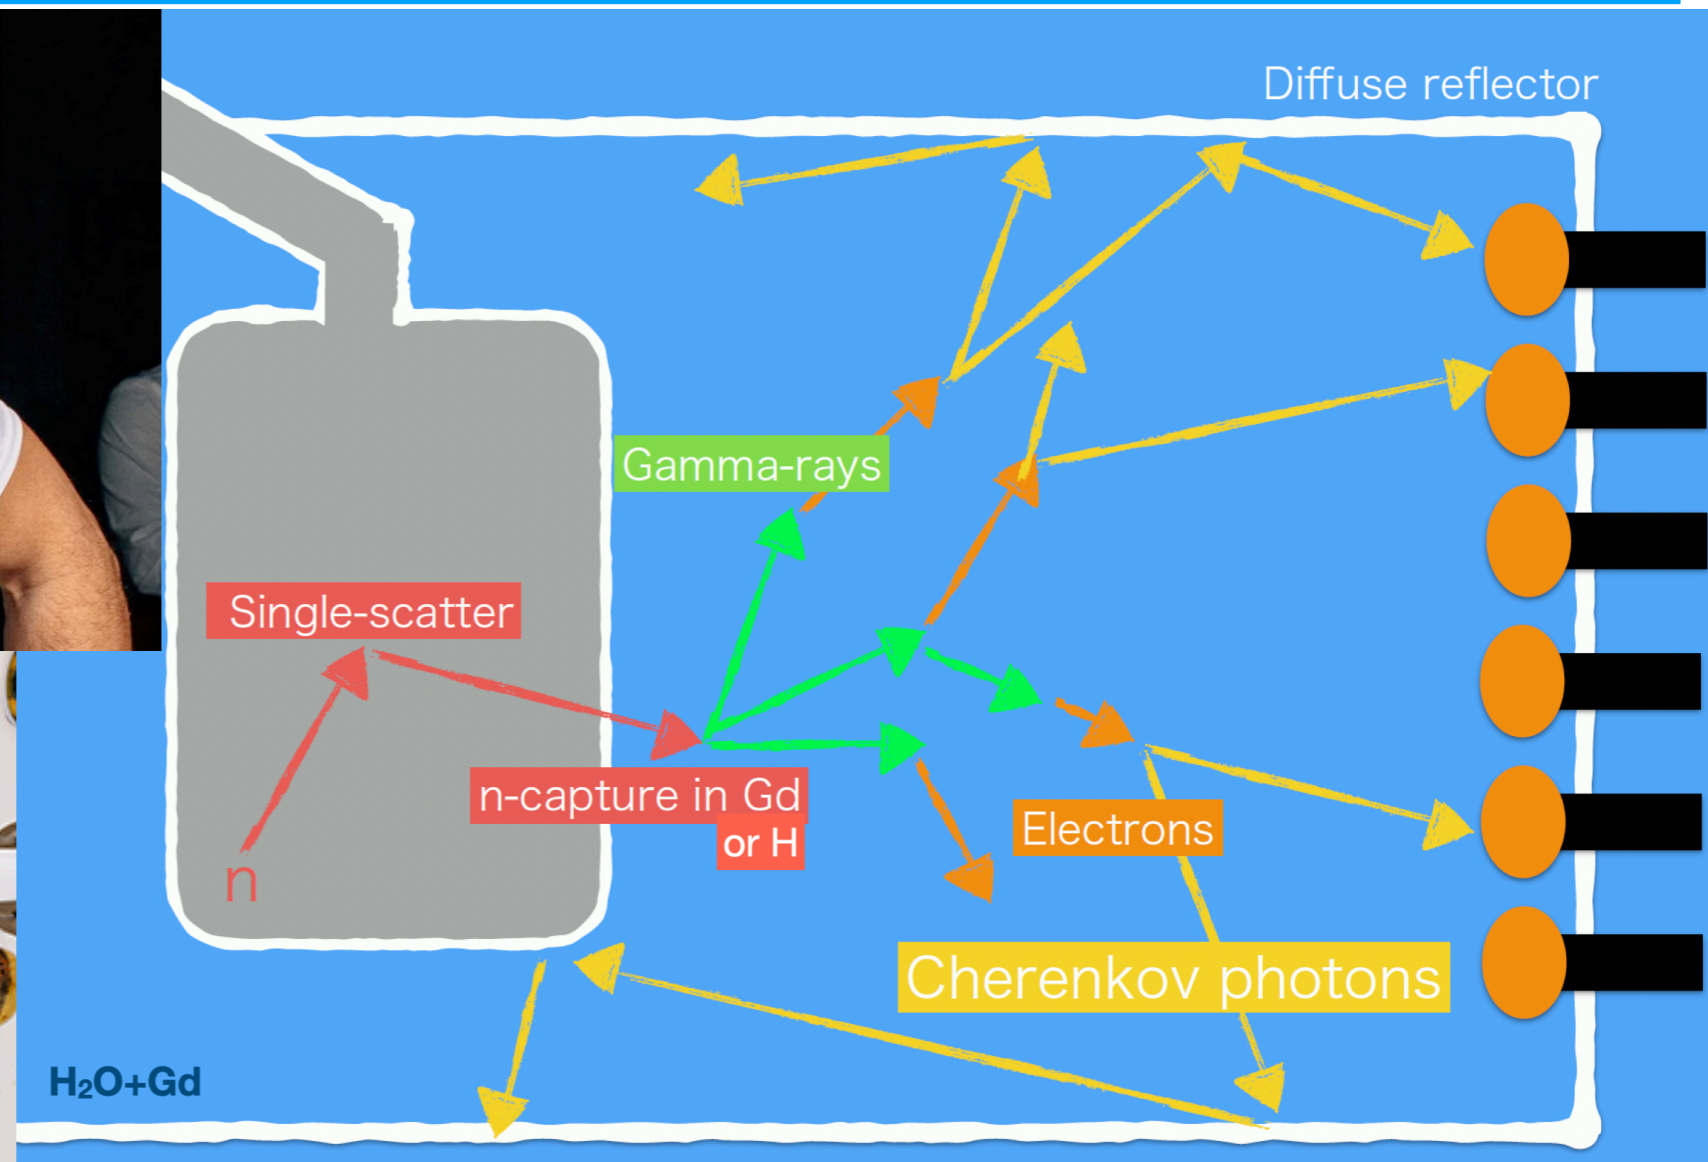 Diffuse reflector
Gamma-rays
Single-scatter
n-capture in Gd
or H
Electrons
n
Cherenkov photons
H₂O+Gd